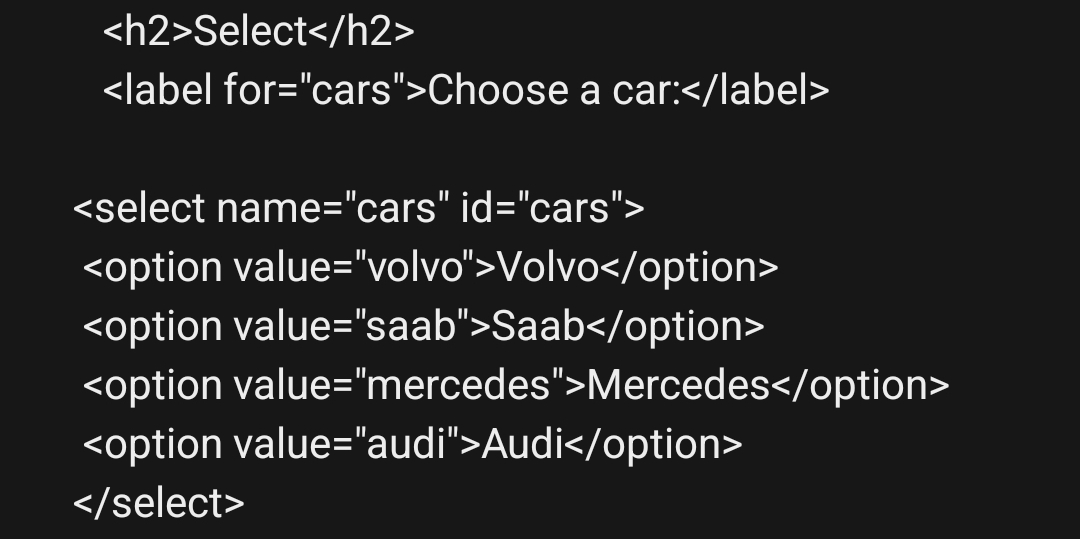 <h2>Select</h2>
<label for="cars">Choose a car:</label>
<select name="cars" id="cars">
<option value="volvo">Volvo</option>
<option value="saab">Saab</option>
<option value="mercedes">Mercedes</option>
<option value="audi">Audi</option>
</select>